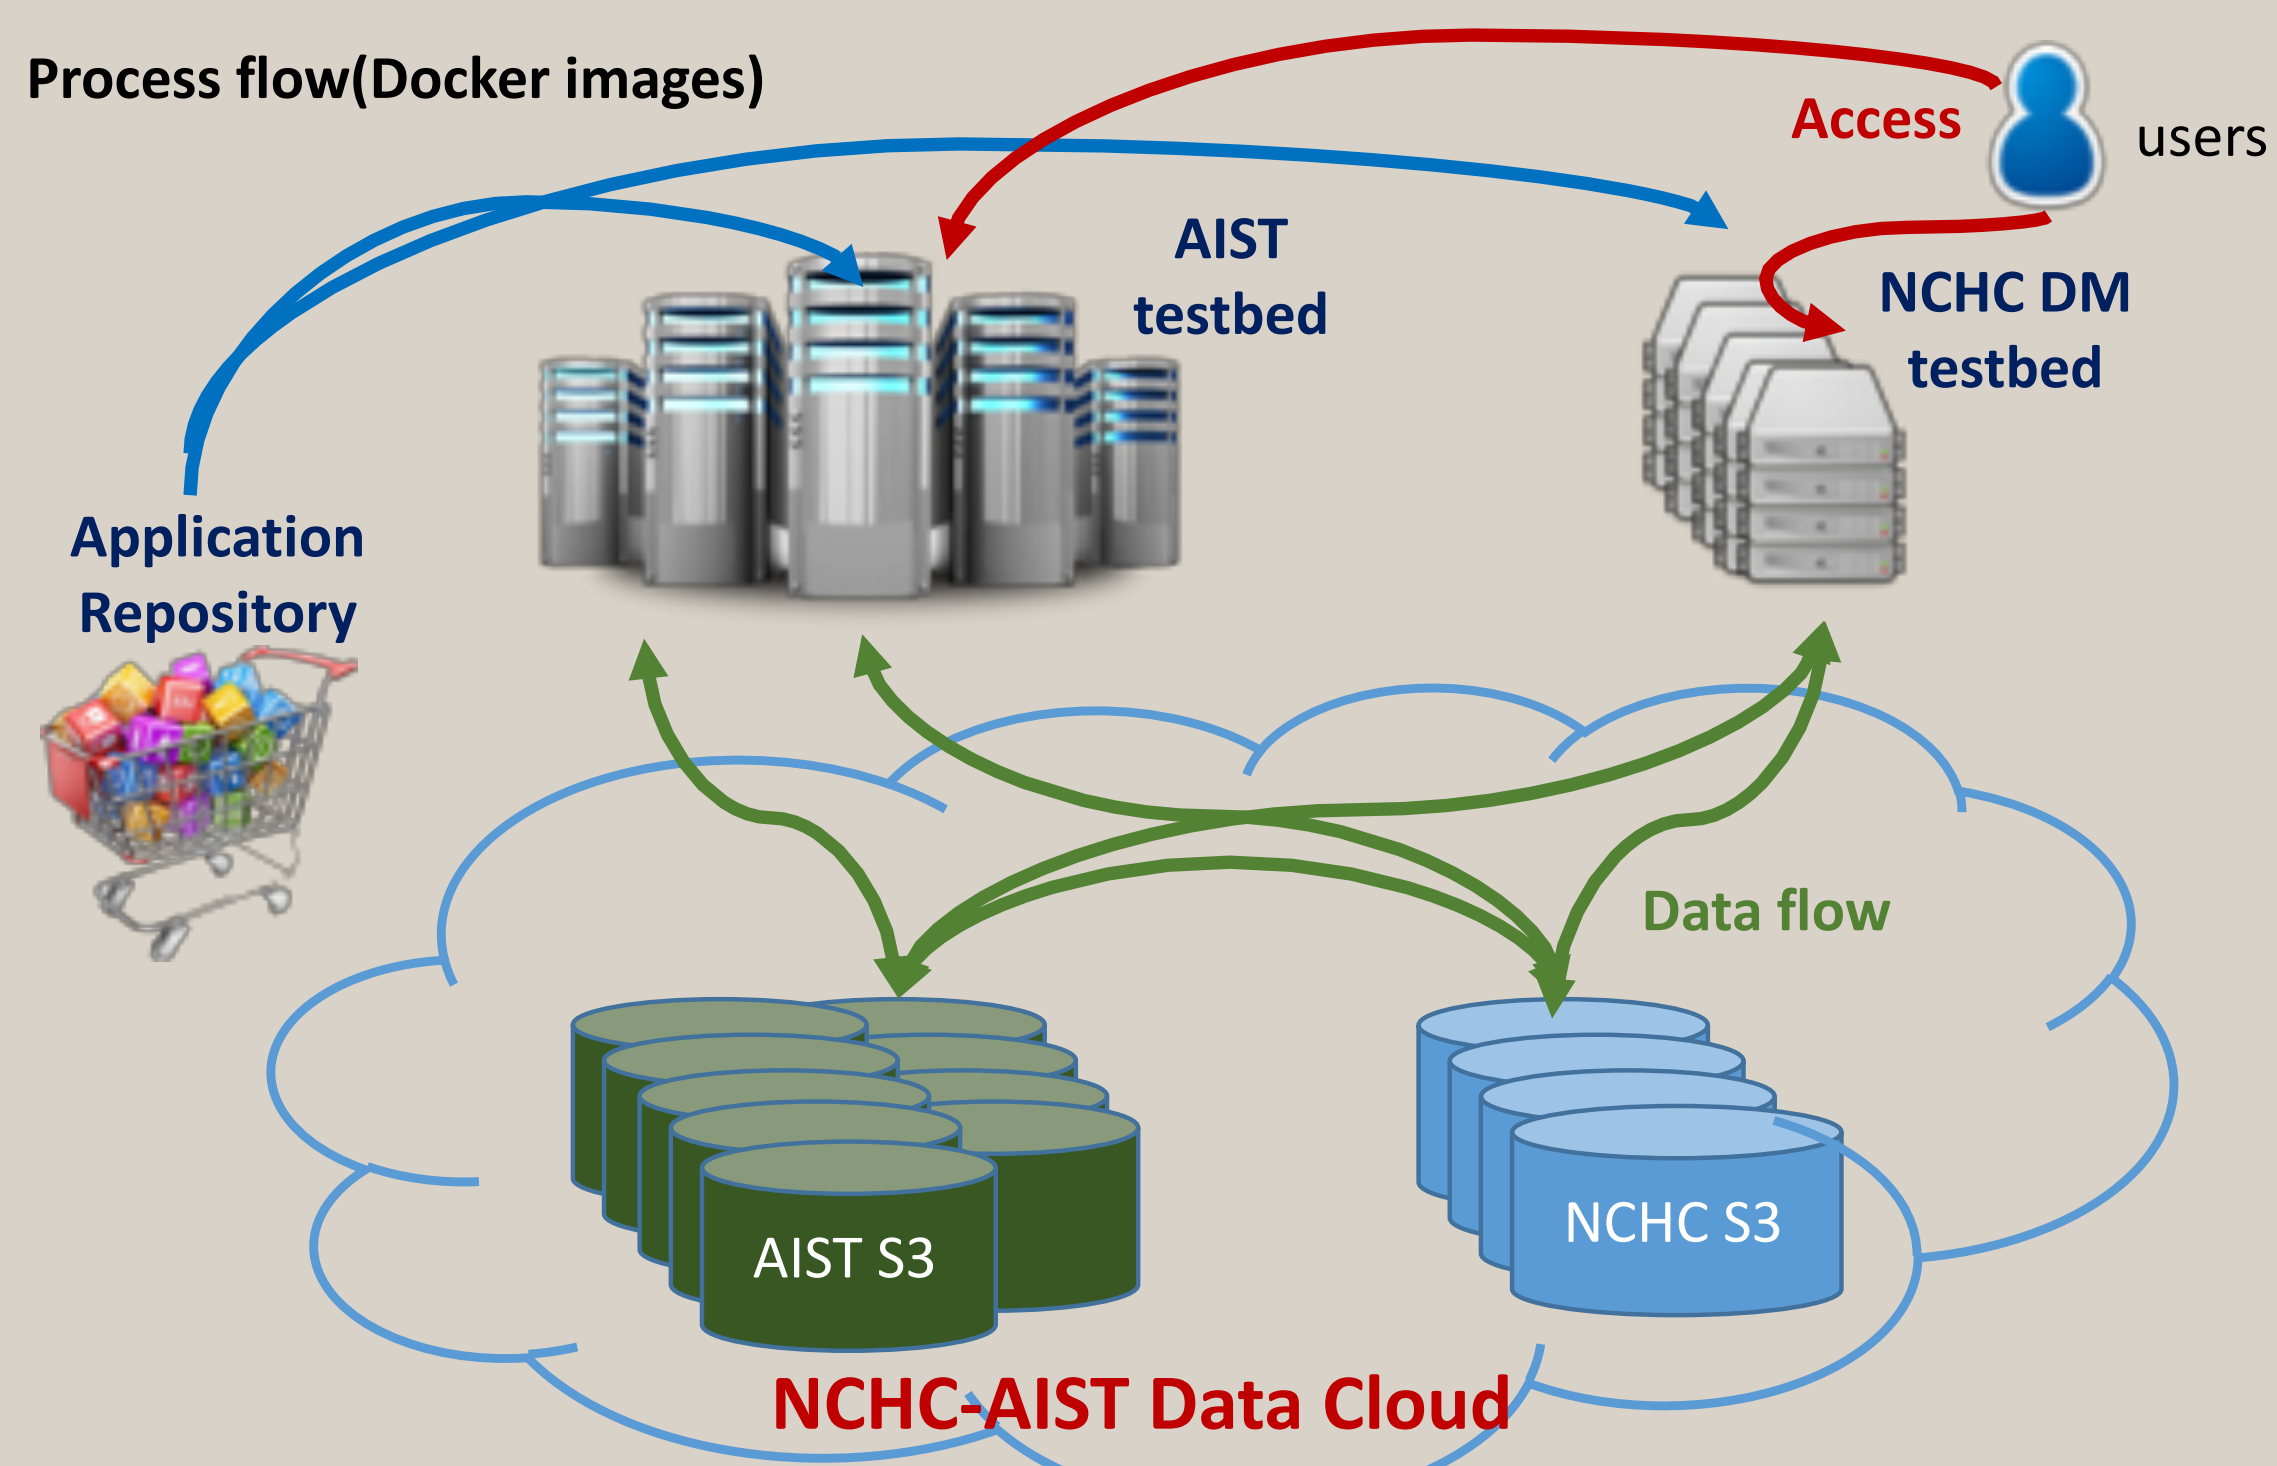 Process flow(Docker images)
Access
users
AIST
testbed
NCHC DM
testbed
Application
Repository
Data flow
AIST S3
NCHC S3
NCHC-AIST Data Cloud